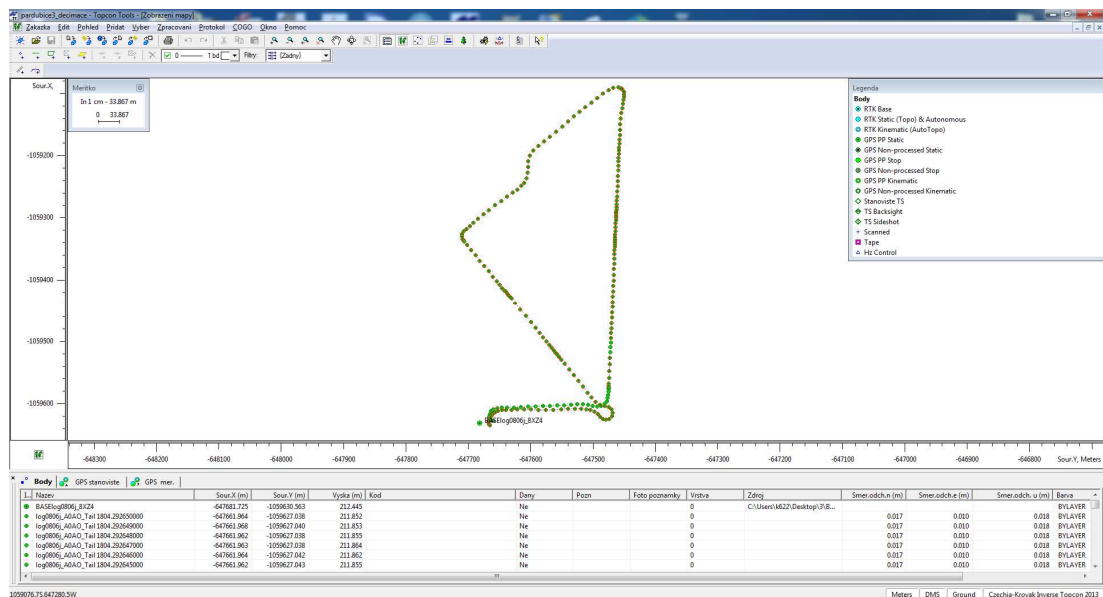 pardubice3_decimace - Topcon Tools - [Zobrazeni mapy]
Zakazka Edit Pohled Pridat Vyber Zpracovani Protokol COGO Okno Pomoc
0 1 bd Filtry: (Zadny)
Sour.X,
Meritko
In 1 cm - 33.867 m
0 33.867
-1059200
-1059300
-1059400
-1059500
-1059600
BASElog0806j_8XZ4
Legenda
Body
RTK Base
RTK Static (Topo) & Autonomous
RTK Kinematic (AutoTopo)
GPS PP Static
GPS Non-processed Static
GPS PP Stop
GPS Non-processed Stop
GPS PP Kinematic
GPS Non-processed Kinematic
Stanoviste TS
TS Backsight
TS Sideshot
Scanned
Tape
Hz Control
-648300 -648200 -648100 -648000 -647900 -647800 -647700 -647600 -647500 -647400 -647300 -647200 -647100 -647000 -646900 -646800 Sour.Y, Meters
Body GPS stanoviste GPS mer.
I... Nazev Sour.X (m) Sour.Y (m) Vyska (m) Kod Dany Pozn Foto poznamky Vrstva Zdroj Smer.odch.n (m) Smer.odch.e (m) Smer.odch. u (m) Barva
BASElog0806j_8XZ4 -647681.725 -1059630.563 212.445 Ne 0 C:\Users\k622\Desktop\3\B... BYLAYER
log0806j_A0AO_Tail 1804.292650000 -647661.964 -1059627.038 211.852 Ne 0 0.017 0.010 0.018 BYLAYER
log0806j_A0AO_Tail 1804.292649000 -647661.968 -1059627.040 211.853 Ne 0 0.017 0.010 0.018 BYLAYER
log0806j_A0AO_Tail 1804.292648000 -647661.962 -1059627.038 211.855 Ne 0 0.017 0.010 0.018 BYLAYER
log0806j_A0AO_Tail 1804.292647000 -647661.963 -1059627.038 211.864 Ne 0 0.017 0.010 0.018 BYLAYER
log0806j_A0AO_Tail 1804.292646000 -647661.964 -1059627.042 211.862 Ne 0 0.017 0.010 0.018 BYLAYER
log0806j_A0AO_Tail 1804.292645000 -647661.962 -1059627.043 211.855 Ne 0 0.017 0.010 0.018 BYLAYER
1059076.7S,647280.5W Meters DMS Ground Czechia-Krovak Inverse Topcon 2013